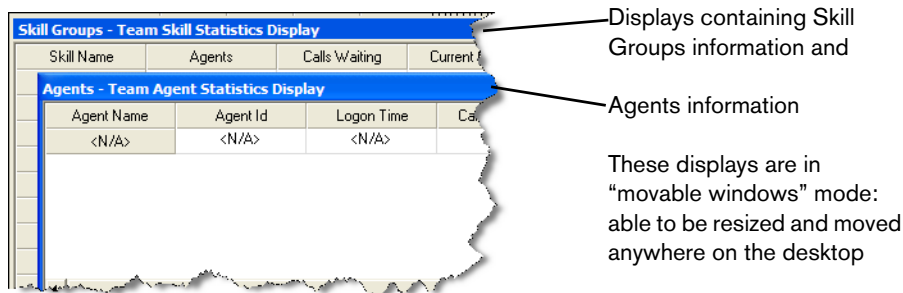 Skill Groups - Team Skill Statistics Display
Skill Name Agents Calls Waiting Current
Agents - Team Agent Statistics Display
Agent Name Agent Id Logon Time Ca
<N/A> <N/A> <N/A>
Displays containing Skill
Groups information and
Agents information
These displays are in
“movable windows” mode:
able to be resized and moved
anywhere on the desktop